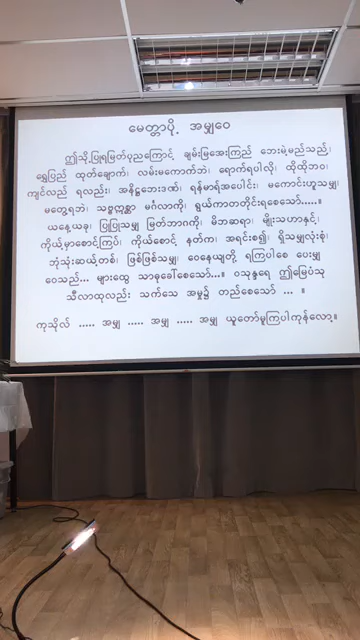 မေတ္တာပို့ အမျှဝေ
ဤသို့ပြုရမြတ်ပုညကြောင့် ချမ်းမြအေးကြည် ဘေးမဲ့မည်သည်၊
ရွှေပြည် ထုတ်ချောက်၊ လမ်းမကောက်ဘဲ၊ ရောက်ရပါလို၊ ထိုထိုဘဝ၊
ကျင်လည် ရလည်း၊ အနိဋ္ဌဘေးဒဏ်၊ ရန်မာရ်အပေါင်း၊ မကောင်းဟူသမျှ၊
မတွေ့ရဘဲ၊ သစ္စဣစ္ဆာ မင်္ဂလာကို၊ ရွယ်ကာတတိုင်းရစေသော်.....။
ယနေ့ယခု၊ ပြုပြုသမျှ မြတ်ဘာဂကို၊ မိဘဆရာ၊ မျိုးသဟာနှင့်၊
ကိုယ့်မှာစောင့်ကြပ်၊ ကိုယ်စောင့် နတ်က၊ အရင်းစ၍၊ ရှိသမျှလုံးစုံ၊
ဘုံသုံးဆယ့်တစ်၊ ဖြစ်ဖြစ်သမျှ၊ ဝေနေယျတို့၊ ရကြပါစေ ပေးမျှ
ဝေသည်... များထွေ သာဓုခေါ်စေသော်...။ ဝသုန္ဓရေ ဤမြေပံသု
သီလာထုလည်း သက်သေ အမှု၌ တည်စေသော် ... ။
ကုသိုလ် ..... အမျှ ..... အမျှ ..... အမျှ ယူတော်မူကြပါကုန်လော့။